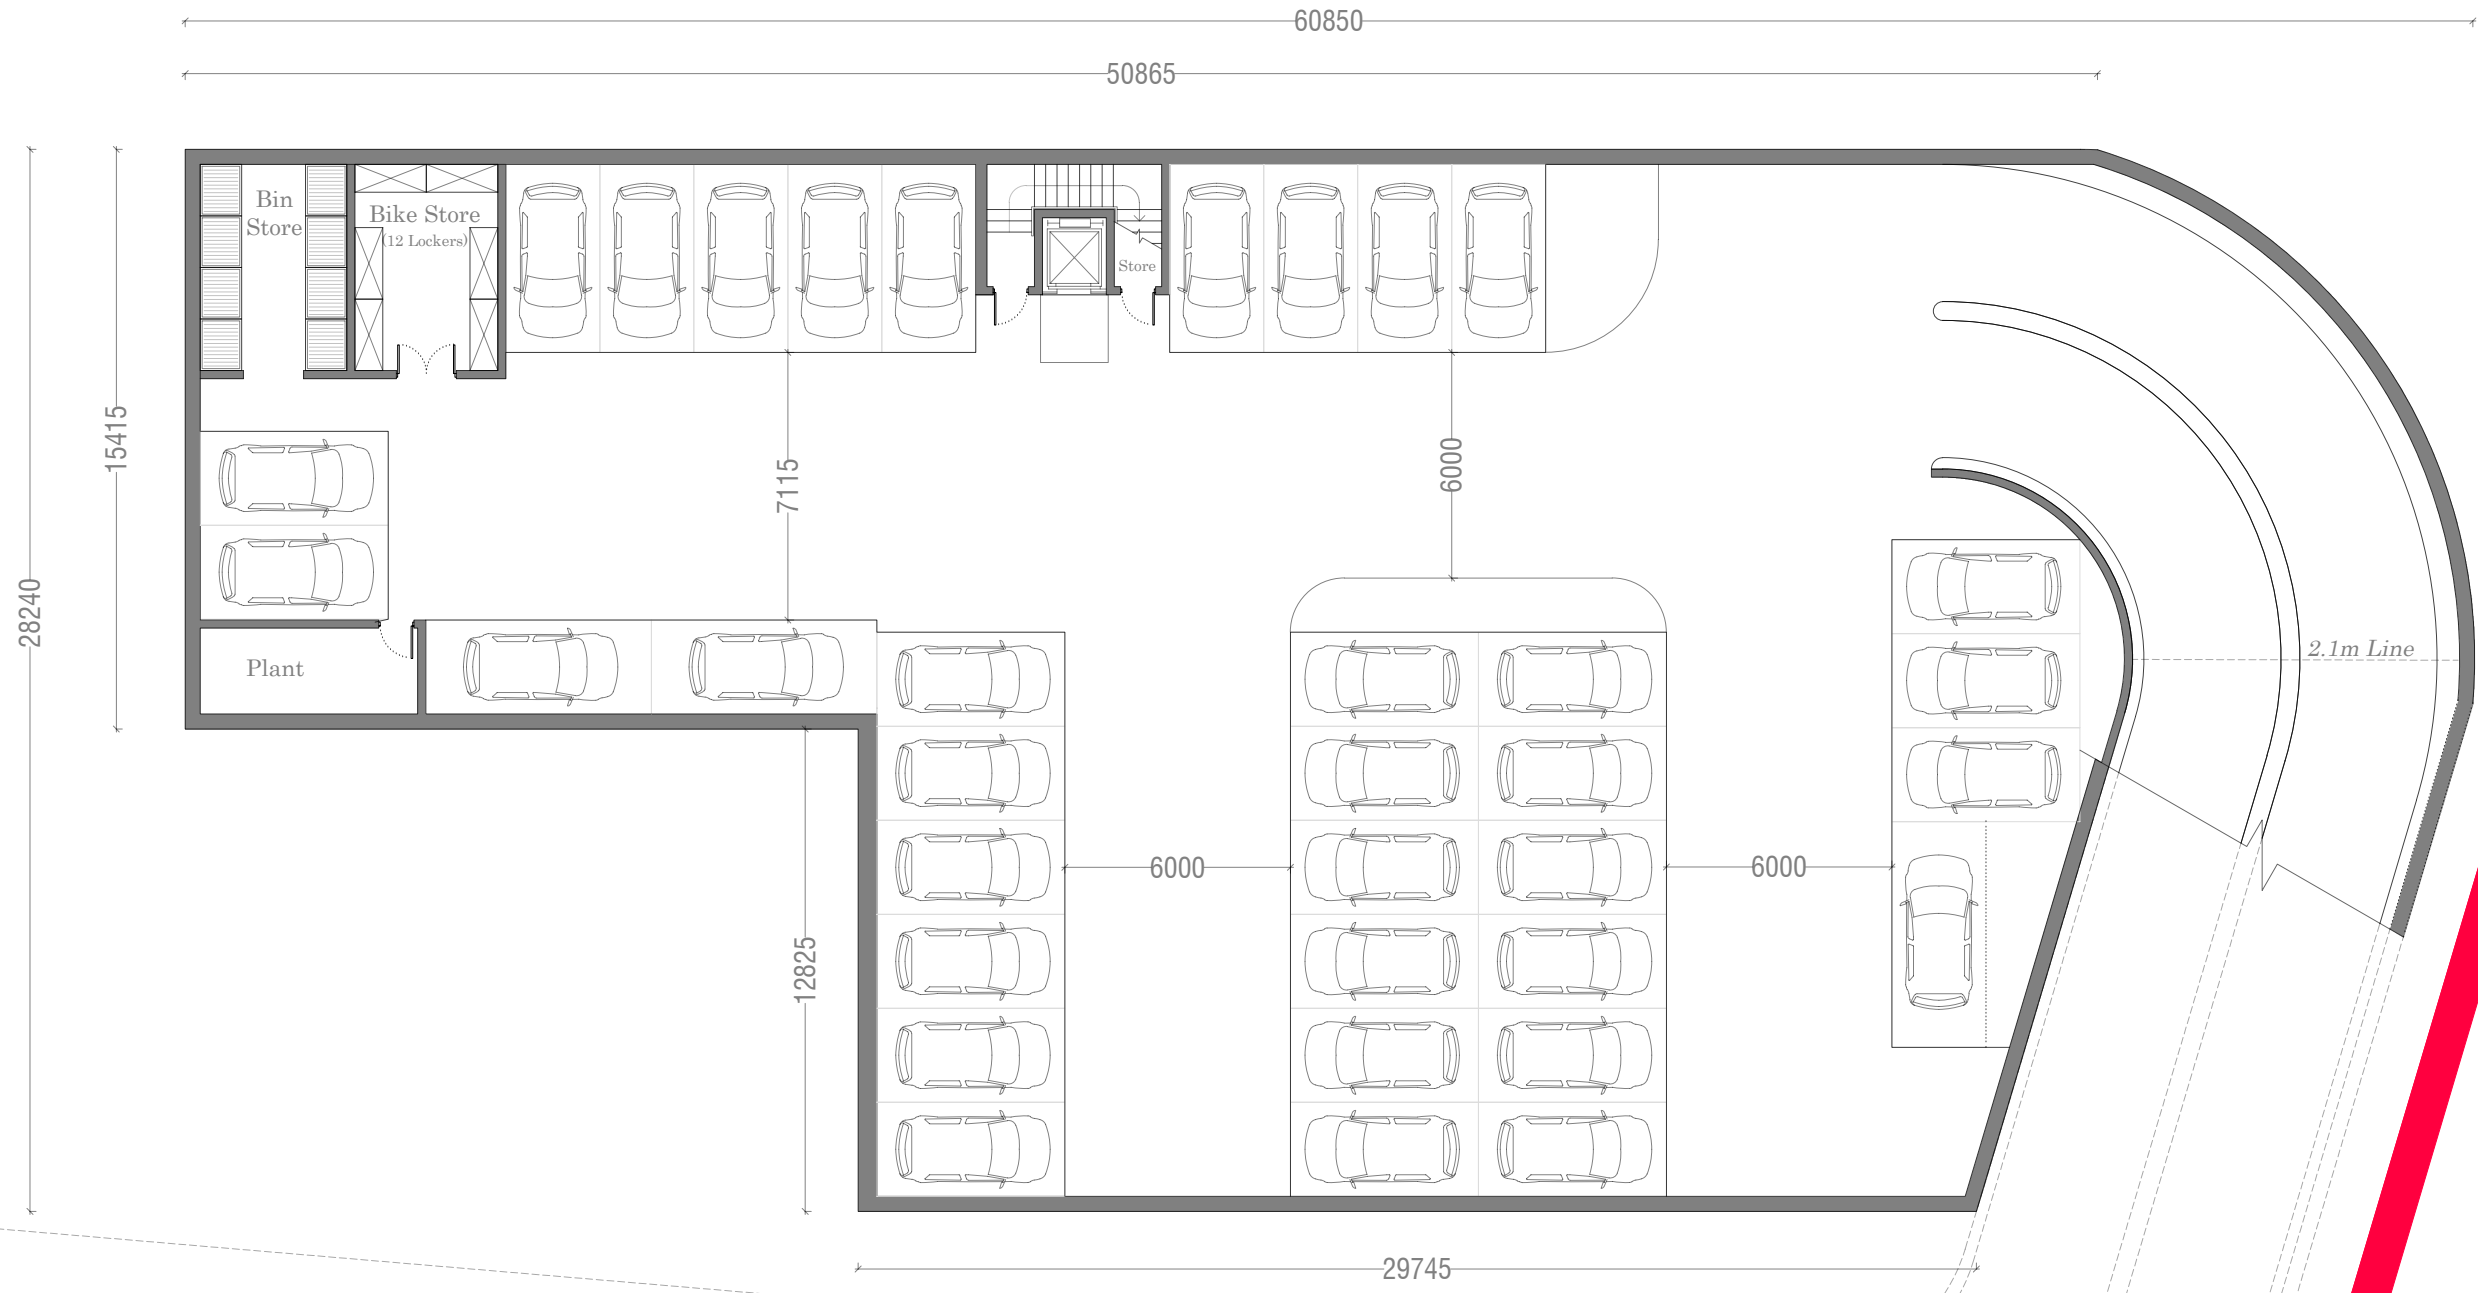 60850
50865
Bin
Store
Bike Store
(12 Lockers)
Store
15415
7115
6000
28240
2.1m Line
Plant
6000
6000
12825
29745